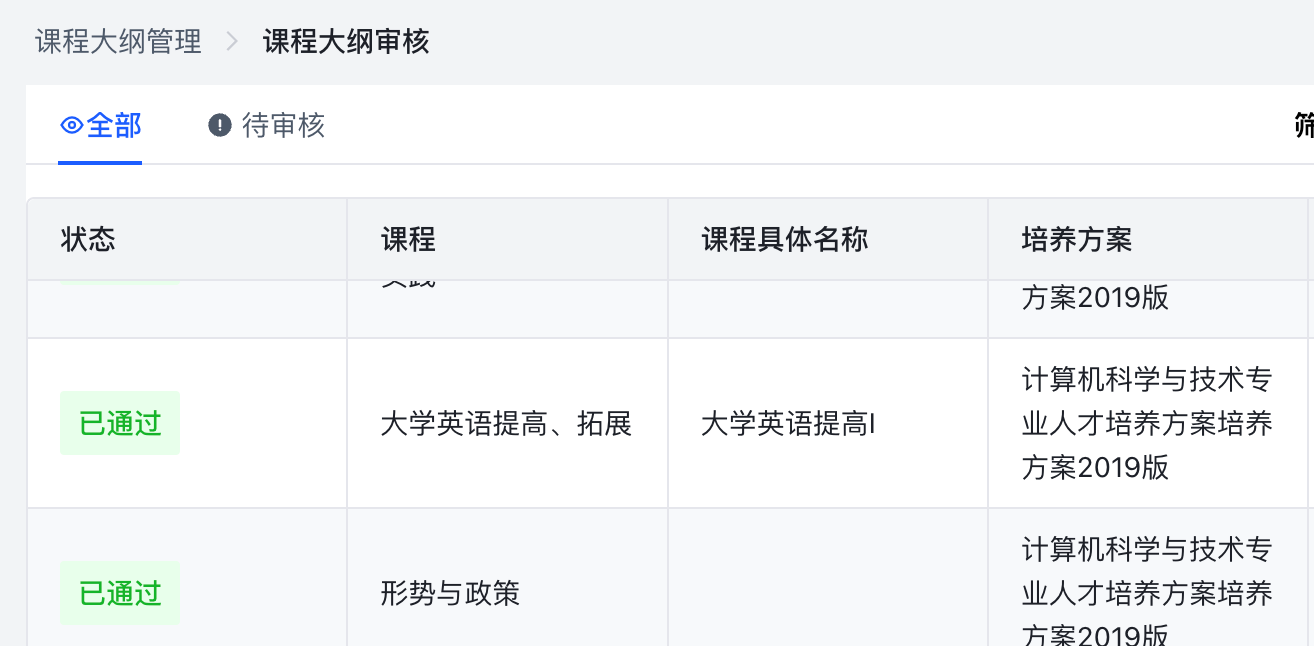 课程大纲管理 课程大纲审核
全部 待审核
状态 课程 课程具体名称 培养方案
方案2019版
已通过 大学英语提高、拓展 大学英语提高I 计算机科学与技术专
业人才培养方案培养
方案2019版
已通过 形势与政策 计算机科学与技术专
业人才培养方案培养
方案2019版